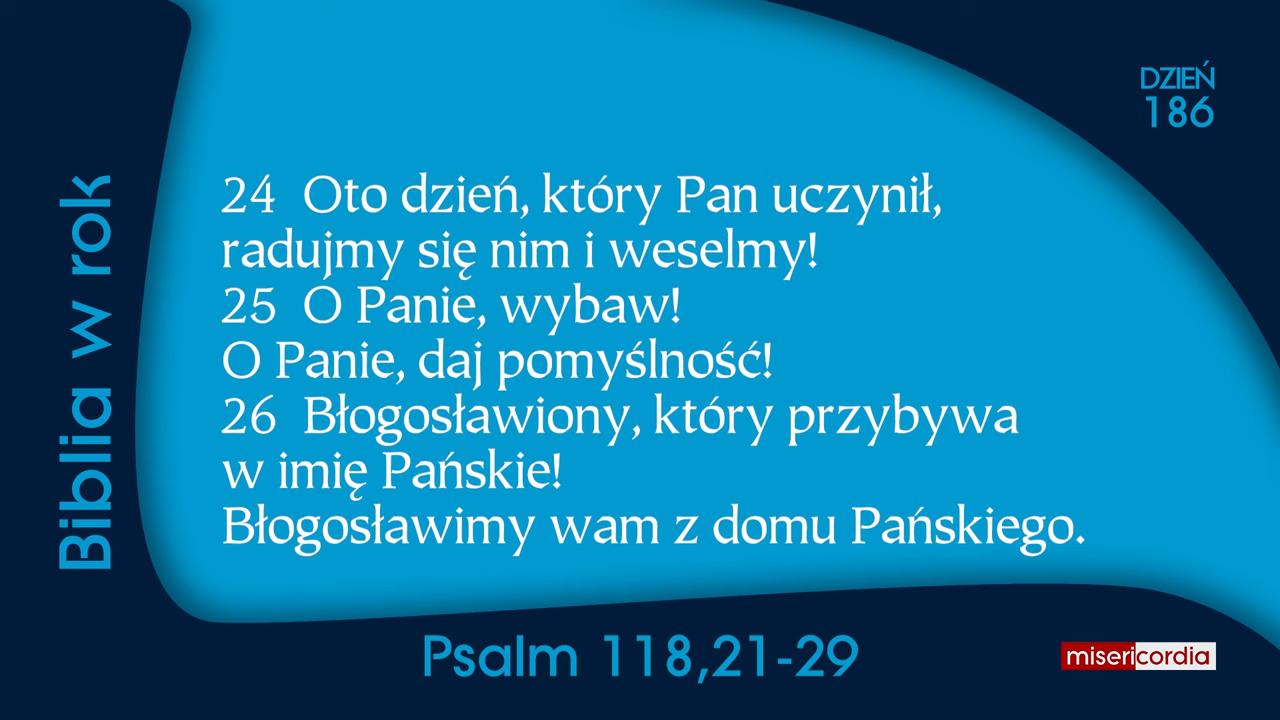 DZIEŃ
186
Biblia w rok
24 Oto dzień, który Pan uczynił,
radujmy się nim i weselmy!
25 O Panie, wybaw!
O Panie, daj pomyślność!
26 Błogosławiony, który przybywa
w imię Pańskie!
Błogosławimy wam z domu Pańskiego.
Psalm 118,21-29
misericordia